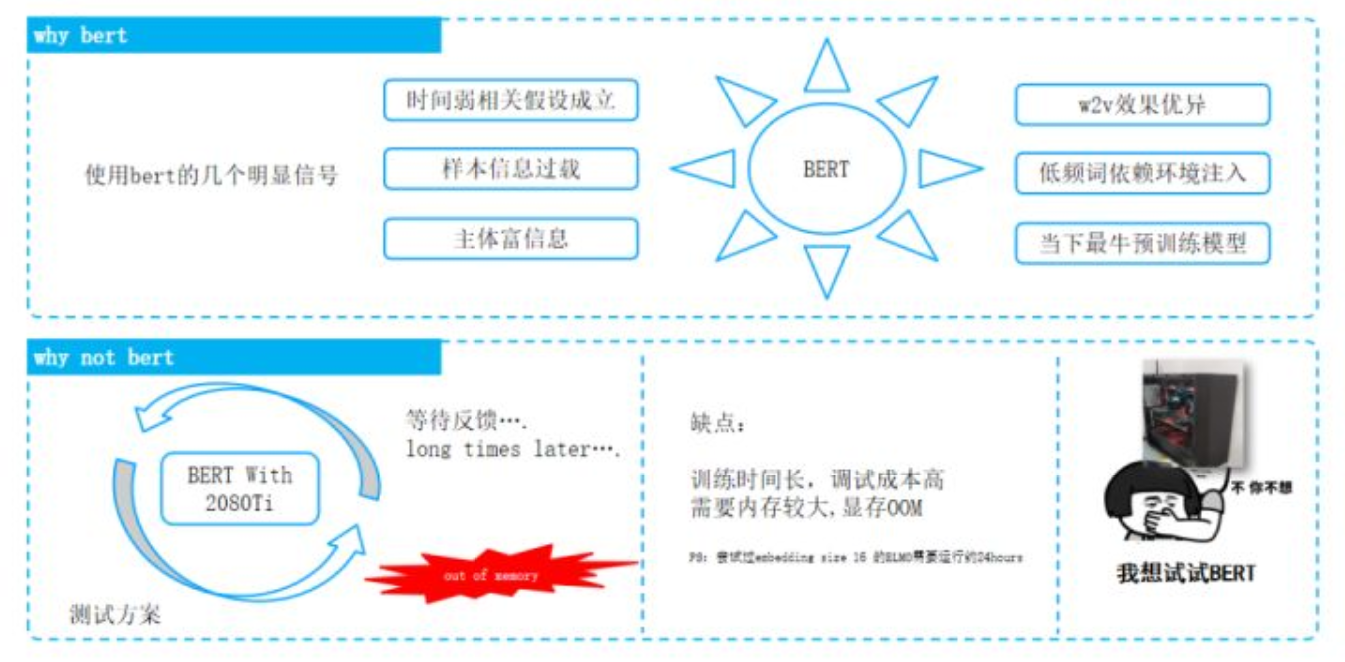 why bert
使用bert的几个明显信号
时间弱相关假设成立
样本信息过载
主体富信息
BERT
w2v效果优异
低频词依赖环境注入
当下最牛预训练模型
why not bert
BERT With
2080Ti
测试方案
等待反馈….
long times later….
out of memory
缺点：
训练时间长，调试成本高
需要内存较大,显存OOM
PS: 尝试过embedding size 16 的ELMO需要运行约24hours
不 你不想
我想试试BERT